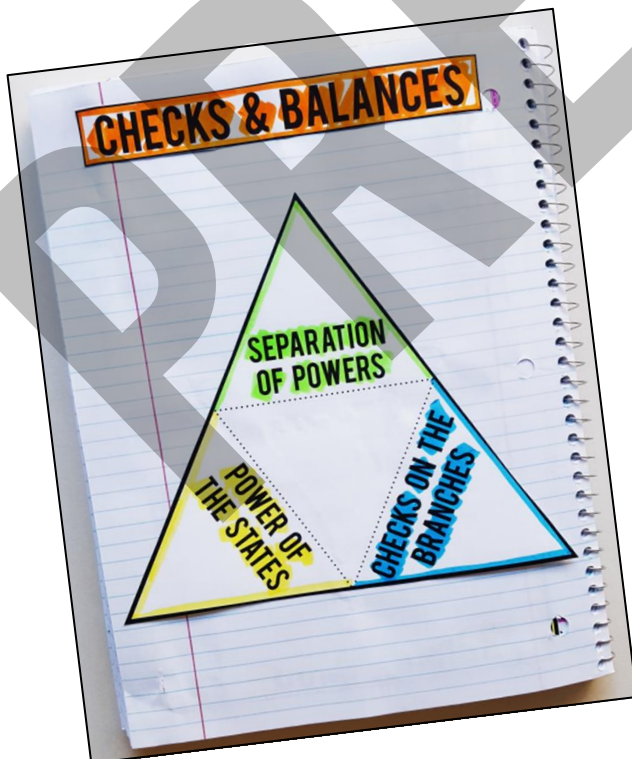 CHECKS & BALANCES
SEPARATION
OF POWERS
POWER OF
THE STATES
CHECKS ON THE
BRANCHES